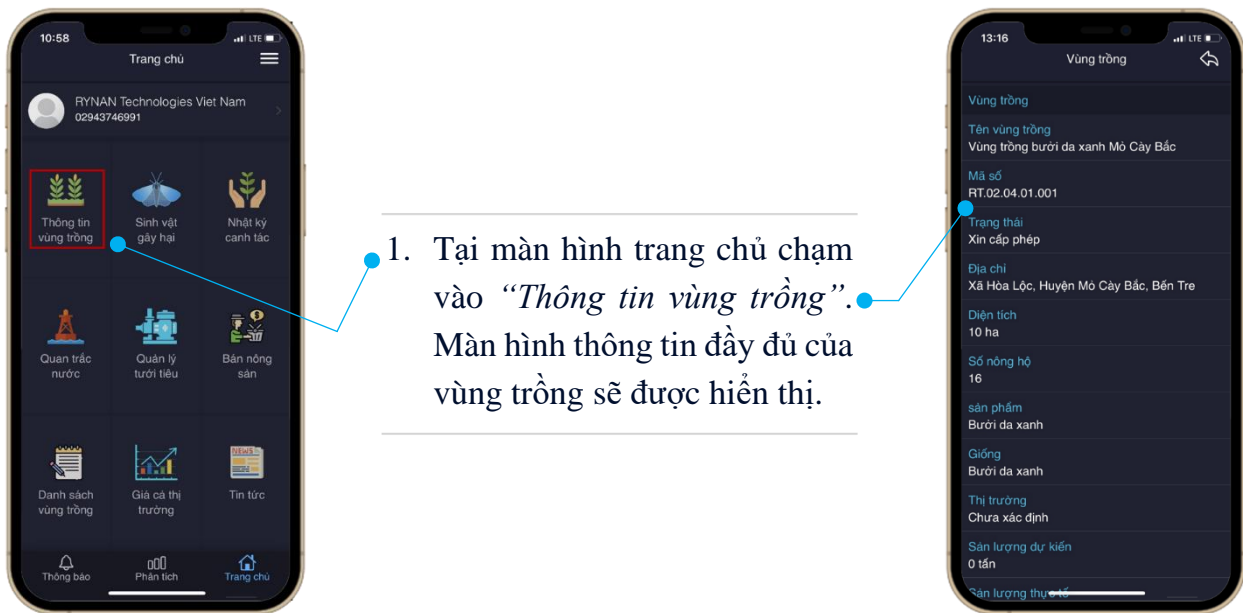 10:58
LTE
Trang chủ
RYNAN Technologies Viet Nam
02943746991
Thông tin
vùng trồng
Sinh vật
gây hại
Nhật ký
canh tác
Quan trắc
nước
Quản lý
tưới tiêu
Bán nông
sản
NEWS
Danh sách
vùng trồng
Giá cả thị
trường
Tin tức
Thông báo
Phân tích
Trang chủ
1. Tại màn hình trang chủ chạm
vào “Thông tin vùng trồng”.
Màn hình thông tin đầy đủ của
vùng trồng sẽ được hiển thị.
13:16
LTE
Vùng trồng
Vùng trồng
Tên vùng trồng
Vùng trồng bưởi da xanh Mỏ Cày Bắc
Mã số
RT.02.04.01.001
Trạng thái
Xin cấp phép
Địa chỉ
Xã Hòa Lộc, Huyện Mỏ Cày Bắc, Bến Tre
Diện tích
10 ha
Số nông hộ
16
sản phẩm
Bưởi da xanh
Giống
Bưởi da xanh
Thị trường
Chưa xác định
Sản lượng dự kiến
0 tấn
Sản lượng thực tế